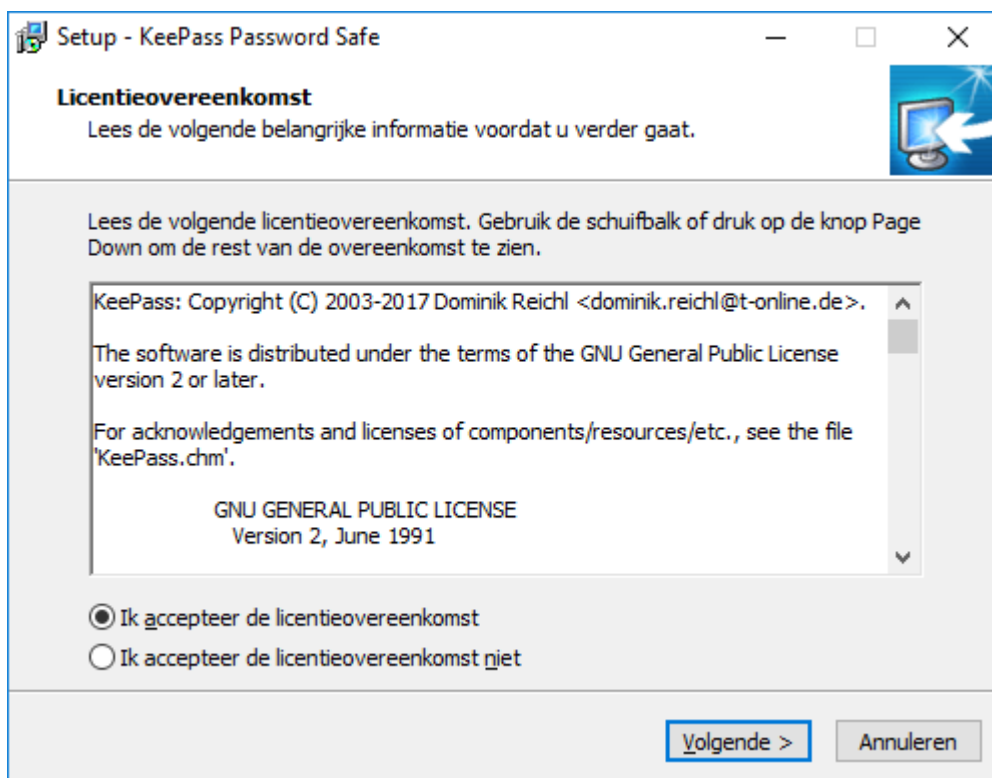 Setup - KeePass Password Safe
Licentieovereenkomst
Lees de volgende belangrijke informatie voordat u verder gaat.
Lees de volgende licentieovereenkomst. Gebruik de schuifbalk of druk op de knop Page
Down om de rest van de overeenkomst te zien.
KeePass: Copyright (C) 2003-2017 Dominik Reichl <dominik.reichl@t-online.de>.
The software is distributed under the terms of the GNU General Public License
version 2 or later.
For acknowledgements and licenses of components/resources/etc., see the file
'KeePass.chm'.
GNU GENERAL PUBLIC LICENSE
Version 2, June 1991
Ik accepteer de licentieovereenkomst
Ik accepteer de licentieovereenkomst niet
Volgende >
Annuleren